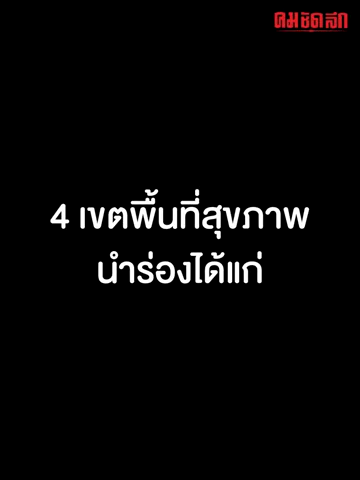 คมชัดลึก
4 เขตพื้นที่สุขภาพ
นำร่องได้แก่